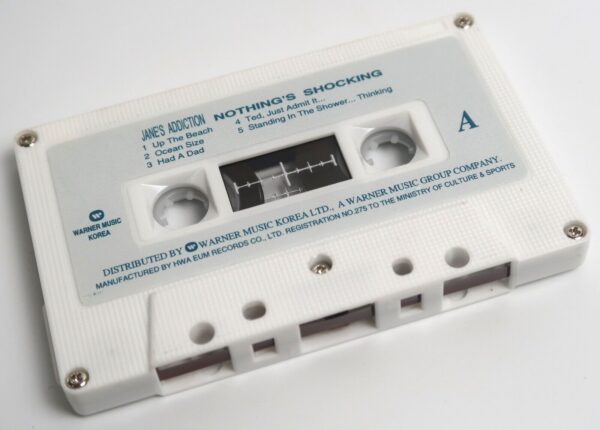 JANE'S ADDICTION NOTHING'S SHOCKING
1 Up The Beach
2 Ocean Size
3 Had A Dad
4 Ted, Just Admit It...
5 Standing In The Shower... Thinking
A
WARNER MUSIC
KOREA
DISTRIBUTED BY WARNER MUSIC KOREA LTD., A WARNER MUSIC GROUP COMPANY.
MANUFACTURED BY HWA EUM RECORDS CO., LTD. REGISTRATION NO.275 TO THE MINISTRY OF CULTURE & SPORTS